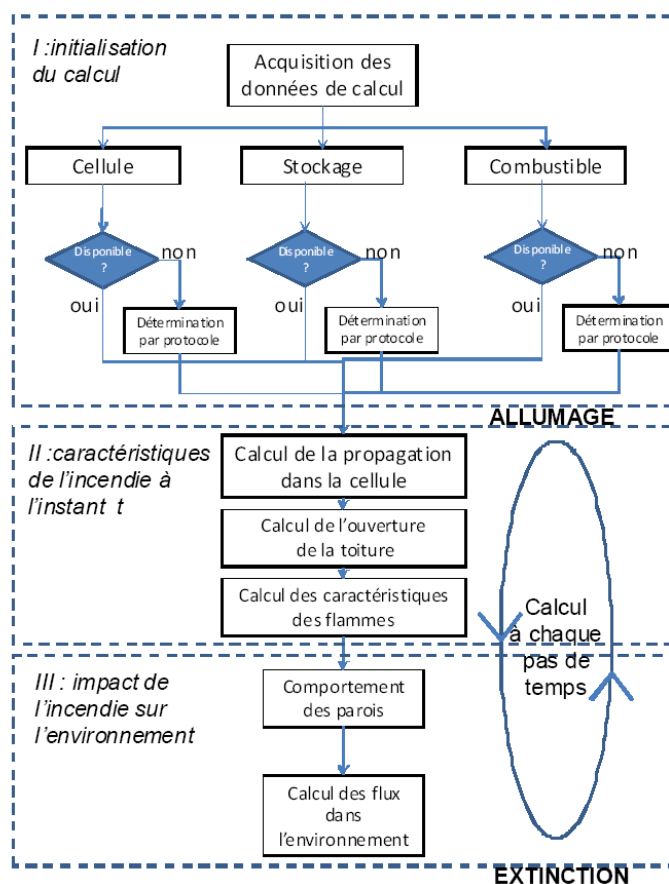 I :initialisation
du calcul
Acquisition des
données de calcul
Cellule
Stockage
Combustible
Disponible
?
non
oui
Disponible
?
non
oui
Disponible
?
non
oui
Détermination
par protocole
Détermination
par protocole
Détermination
par protocole
ALLUMAGE
II :caractéristiques
de l'incendie à
l'instant t
Calcul de la propagation
dans la cellule
Calcul de l'ouverture
de la toiture
Calcul des caractéristiques
des flammes
Calcul
à chaque
pas de
temps
III : impact de
l'incendie sur
l'environnement
Comportement
des parois
Calcul des flux
dans
l'environnement
EXTINCTION